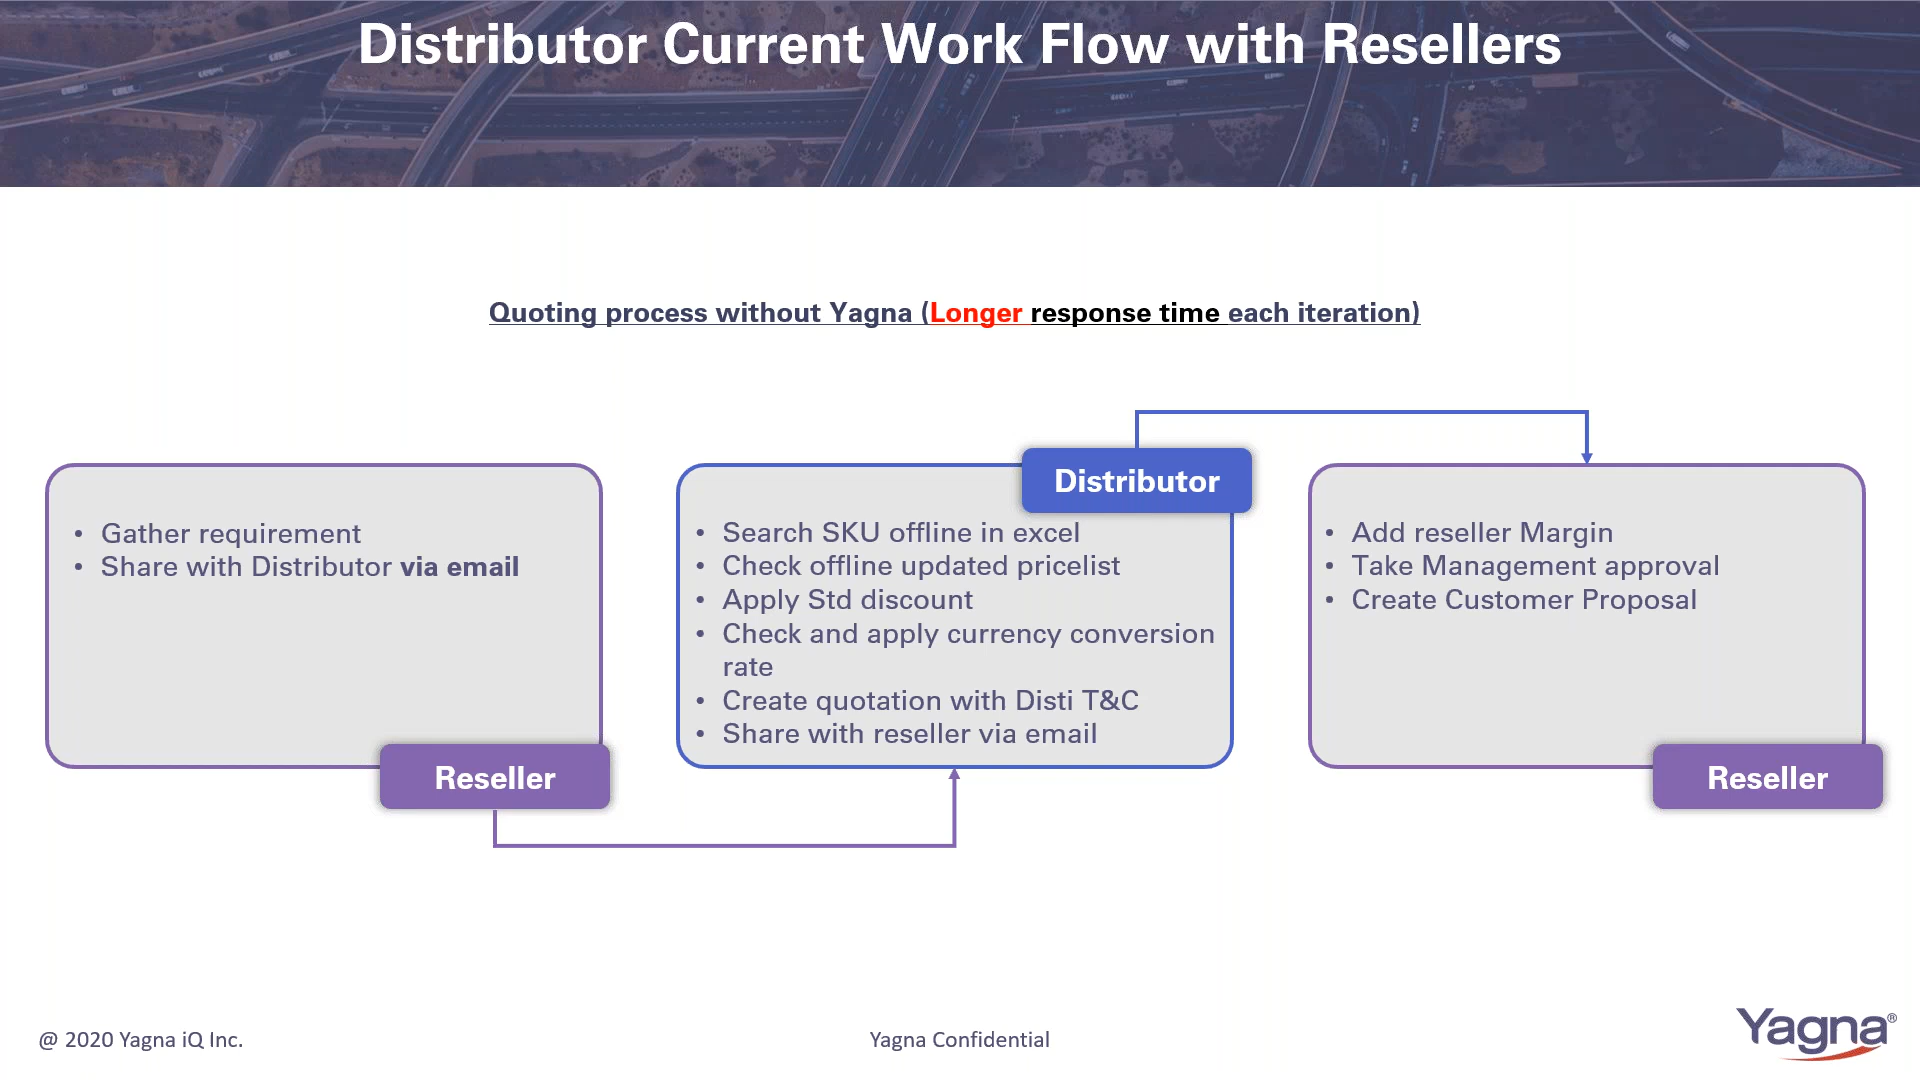 Distributor Current Work Flow with Resellers
Quoting process without Yagna (Longer response time each iteration)
• Gather requirement
• Share with Distributor via email
Reseller
Distributor
• Search SKU offline in excel
• Check offline updated pricelist
• Apply Std discount
• Check and apply currency conversion
rate
• Create quotation with Disti T&C
• Share with reseller via email
• Add reseller Margin
• Take Management approval
• Create Customer Proposal
Reseller
@ 2020 Yagna iQ Inc.
Yagna Confidential
Yagna®